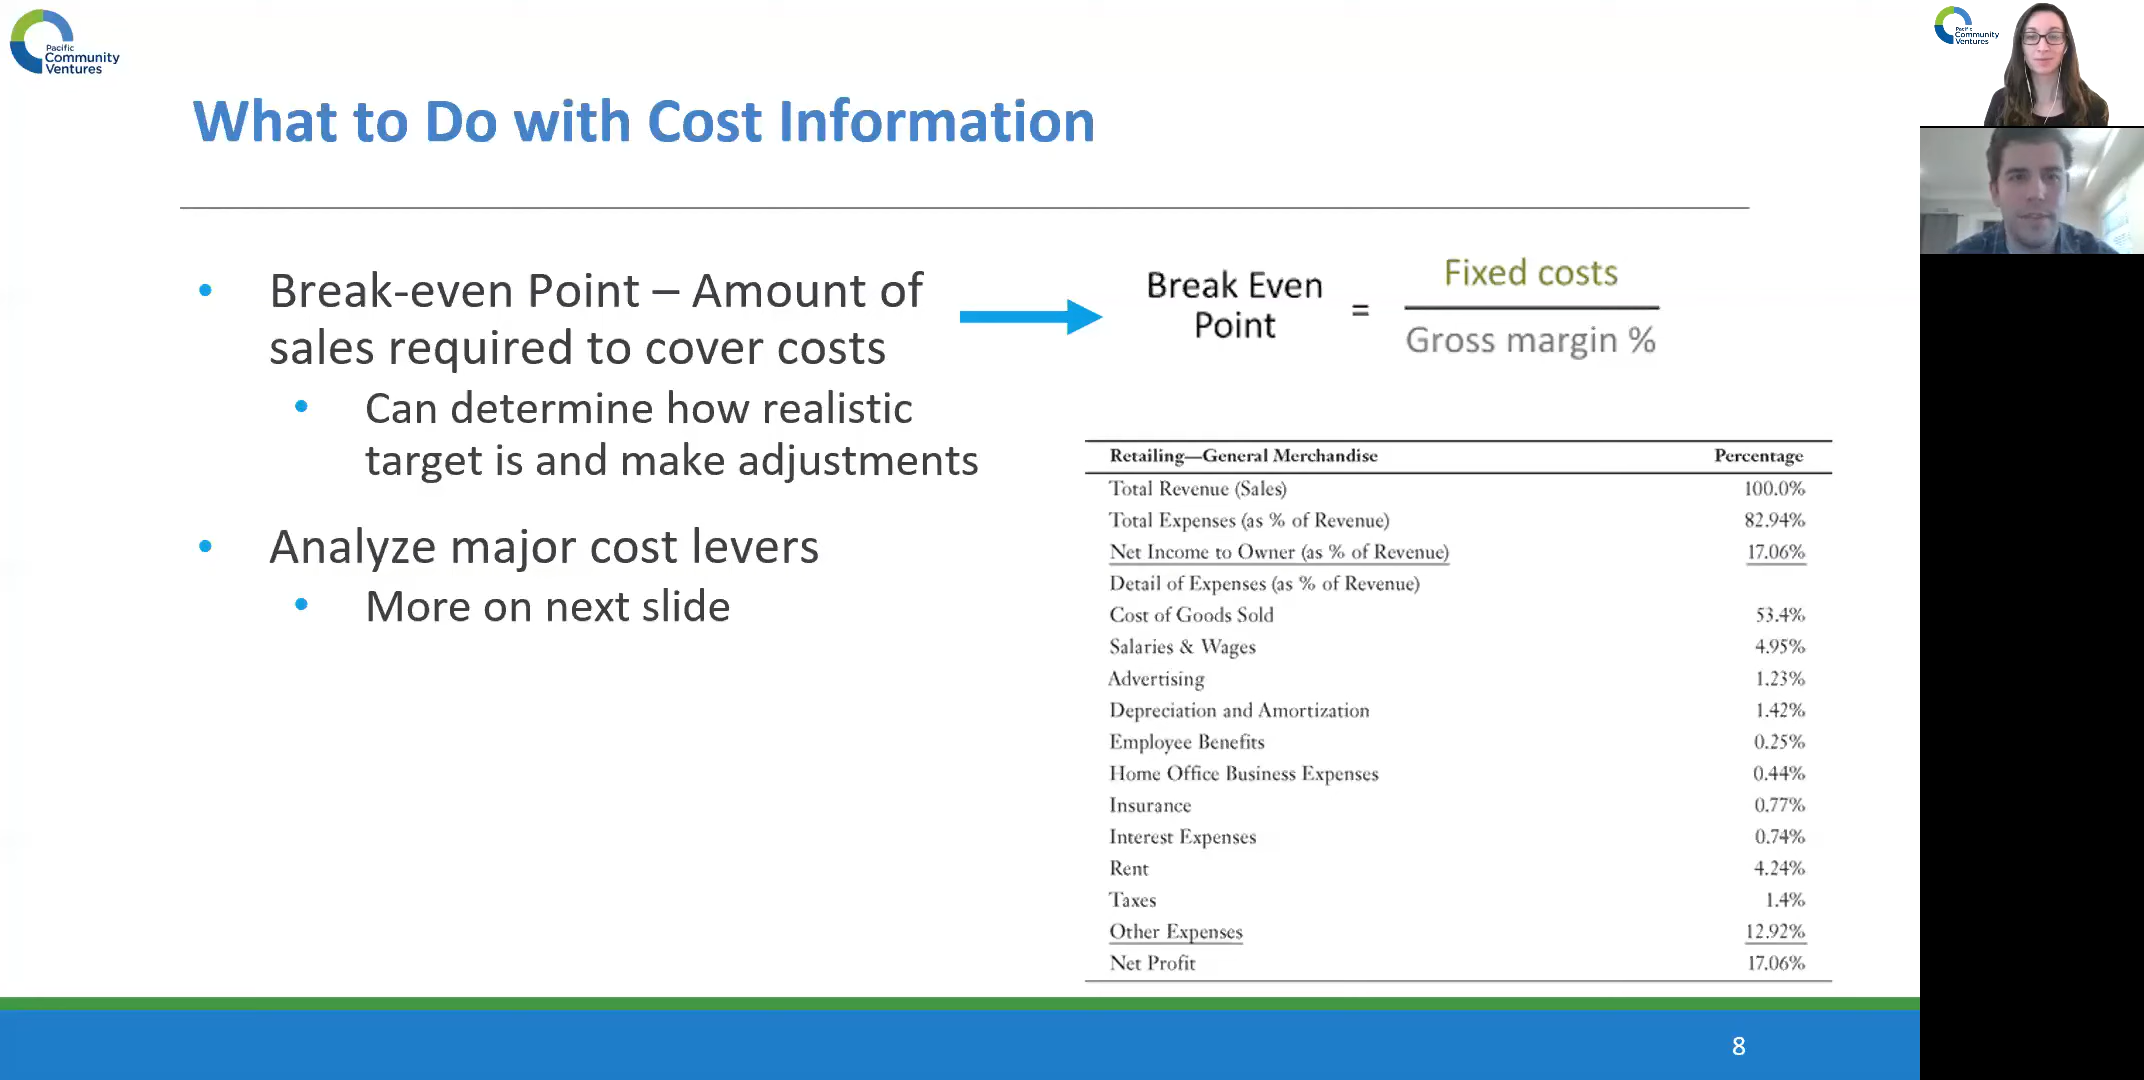 Pacific
Community
Ventures
What to Do with Cost Information
• Break-even Point – Amount of
sales required to cover costs
• Can determine how realistic
target is and make adjustments
• Analyze major cost levers
• More on next slide
Break Even
Point
=
Fixed costs
Gross margin %
Retailing—General Merchandise Percentage
Total Revenue (Sales) 100.0%
Total Expenses (as % of Revenue) 82.94%
Net Income to Owner (as % of Revenue) 17.06%
Detail of Expenses (as % of Revenue)
Cost of Goods Sold 53.4%
Salaries & Wages 4.95%
Advertising 1.23%
Depreciation and Amortization 1.42%
Employee Benefits 0.25%
Home Office Business Expenses 0.44%
Insurance 0.77%
Interest Expenses 0.74%
Rent 4.24%
Taxes 1.4%
Other Expenses 12.92%
Net Profit 17.06%
8
Pacific
Community
Ventures